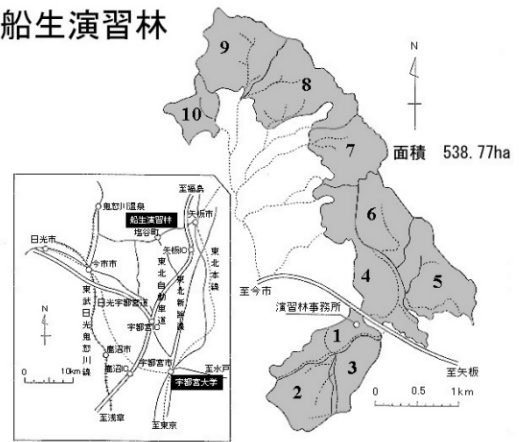 船生演習林
N
面積 538.77ha
9
8
10
7
6
4
5
至今市
演習林事務所
1
2
3
至矢板
0 0.5 1km
至福島
鬼怒川温泉
船生演習林
矢板市
塩谷町
日光市
矢板
今市市
東北本線
東北新幹線
東北自動車道
日光宇都宮道
東武日光鬼怒川線
宇都宮
N
鹿沼市
宇都宮市
至水戸
鹿沼
宇都宮大学
0 10km
至浅草
至東京